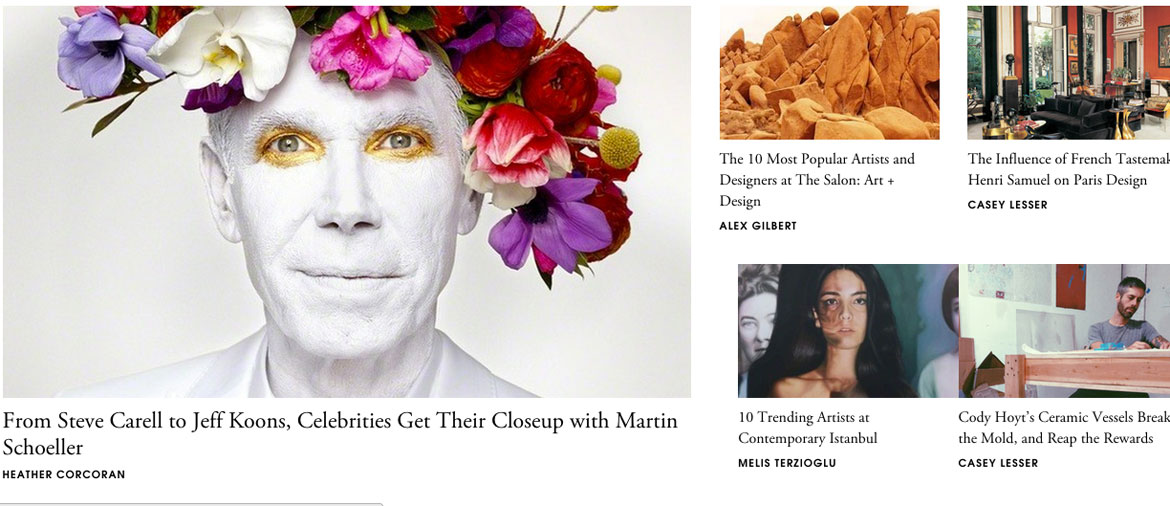 From Steve Carell to Jeff Koons, Celebrities Get Their Closeup with Martin
Schoeller
HEATHER CORCORAN
The 10 Most Popular Artists and
Designers at The Salon: Art +
Design
ALEX GILBERT
The Influence of French Tastemak
Henri Samuel on Paris Design
CASEY LESSER
10 Trending Artists at
Contemporary Istanbul
MELIS TERZIOGLU
Cody Hoyt’s Ceramic Vessels Break
the Mold, and Reap the Rewards
CASEY LESSER